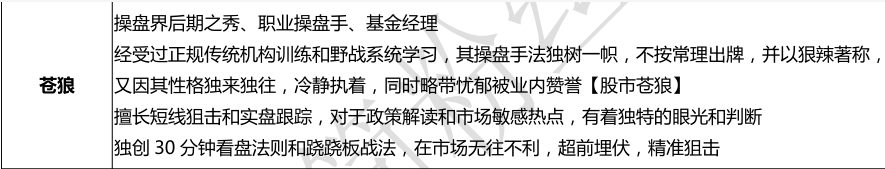 操盘界后期之秀、职业操盘手、基金经理
经受过正规传统机构训练和野战系统学习，其操盘手法独树一帜，不按常理出牌，并以狠辣著称，
苍狼
又因其性格独来独往，冷静执着，同时略带忧郁被业内赞誉【股市苍狼】
擅长短线狙击和实盘跟踪，对于政策解读和市场敏感热点，有着独特的眼光和判断
独创 30 分钟看盘法则和跷跷板战法，在市场无往不利，超前埋伏，精准狙击